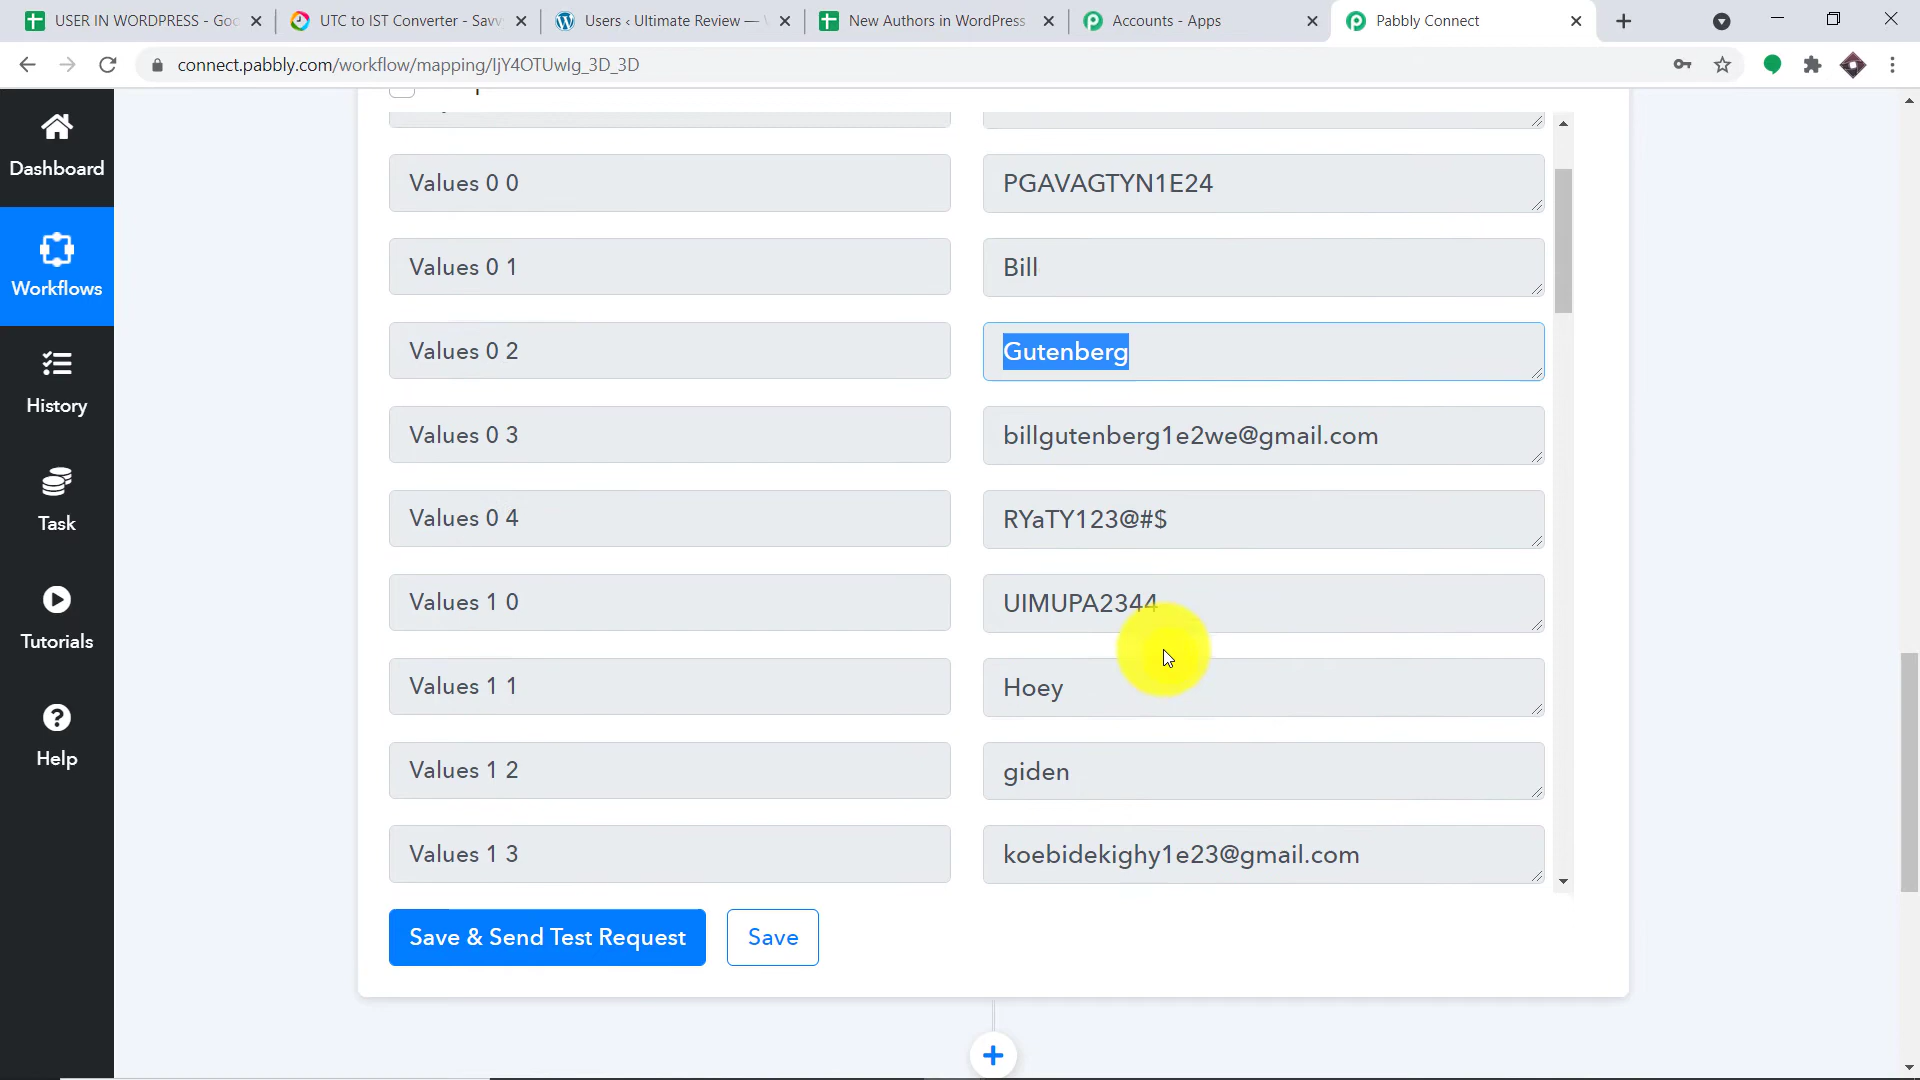 USER IN WORDPRESS - Goo
UTC to IST Converter - Savv
Users ‹ Ultimate Review —
New Authors in WordPress
Accounts - Apps
Pabbly Connect
connect.pabbly.com/workflow/mapping/IjY4OTUwIg_3D_3D
Dashboard
Workflows
History
Task
Tutorials
Help
Values 0 0
PGAVAGTYN1E24
Values 0 1
Bill
Values 0 2
Gutenberg
Values 0 3
billgutenberg1e2we@gmail.com
Values 0 4
RYaTY123@#$
Values 1 0
UIMUPA2344
Values 1 1
Hoey
Values 1 2
giden
Values 1 3
koebidekighy1e23@gmail.com
Save & Send Test Request
Save